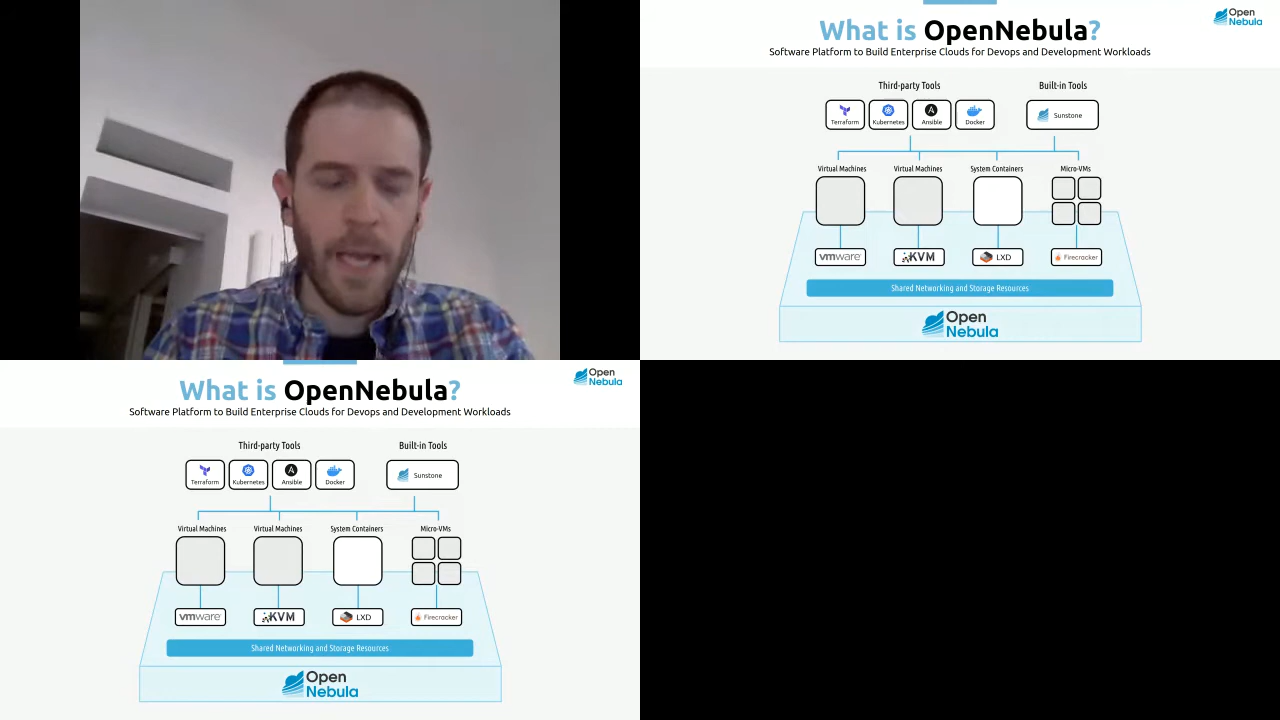 What is OpenNebula?
Open
Nebula
Software Platform to Build Enterprise Clouds for Devops and Development Workloads
Third-party Tools
Built-in Tools
Terraform
Kubernetes
Ansible
Docker
Sunstone
Virtual Machines
Virtual Machines
System Containers
Micro-VMs
vmware
KVM
LXD
Firecracker
Shared Networking and Storage Resources
Open
Nebula
What is OpenNebula?
Open
Nebula
Software Platform to Build Enterprise Clouds for Devops and Development Workloads
Third-party Tools
Built-in Tools
Terraform
Kubernetes
Ansible
Docker
Sunstone
Virtual Machines
Virtual Machines
System Containers
Micro-VMs
vmware
KVM
LXD
Firecracker
Shared Networking and Storage Resources
Open
Nebula